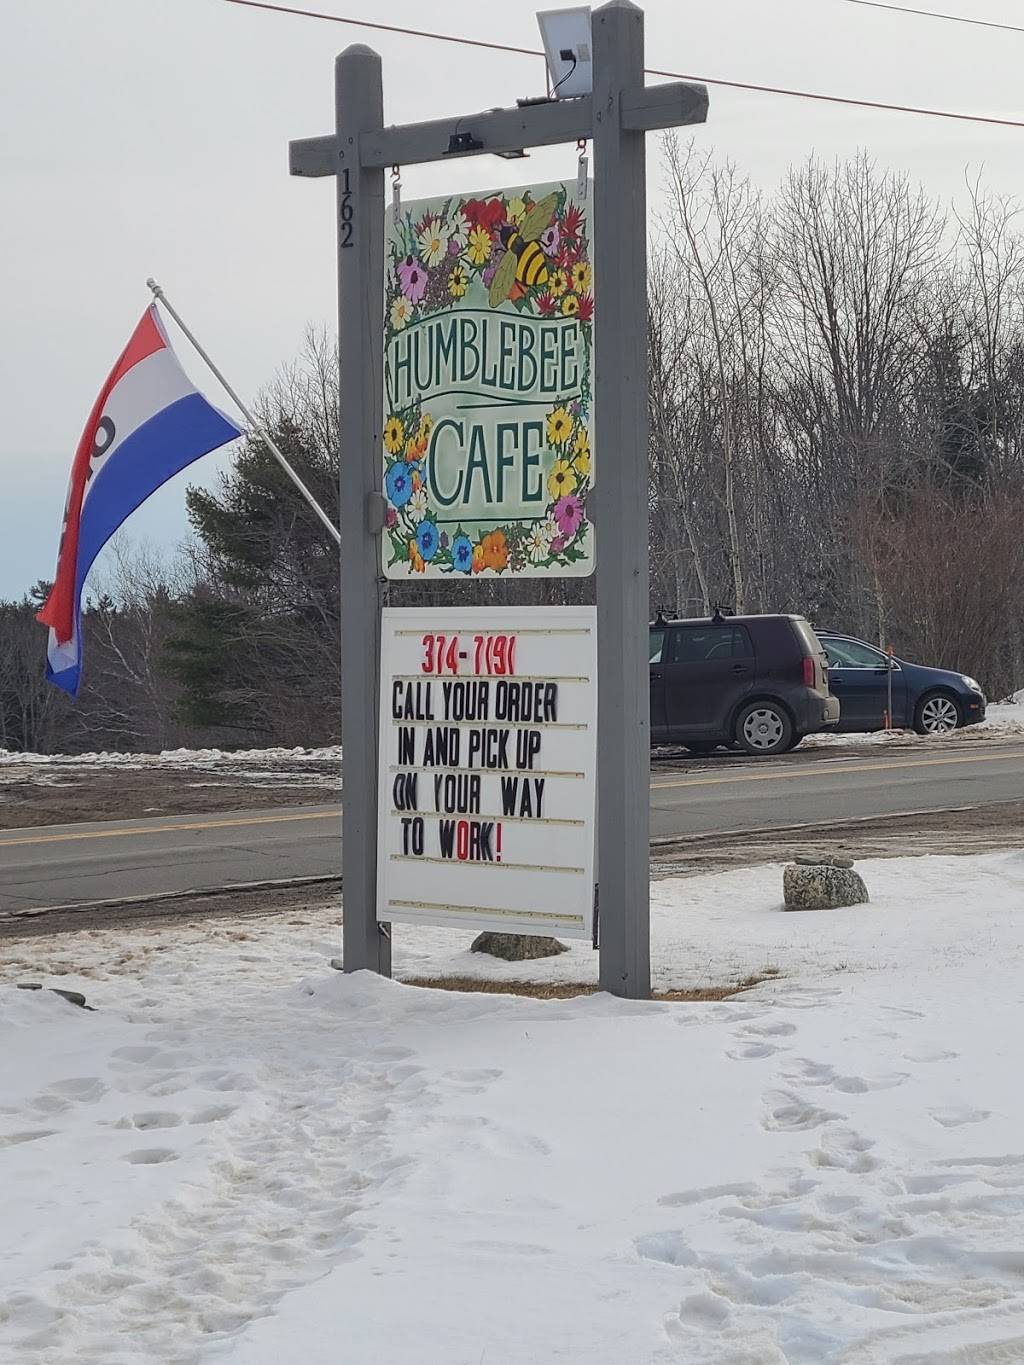 162
HUMBLEBEE
CAFE
374-7191
CALL YOUR ORDER
IN AND PICK UP
ON YOUR WAY
TO WORK!